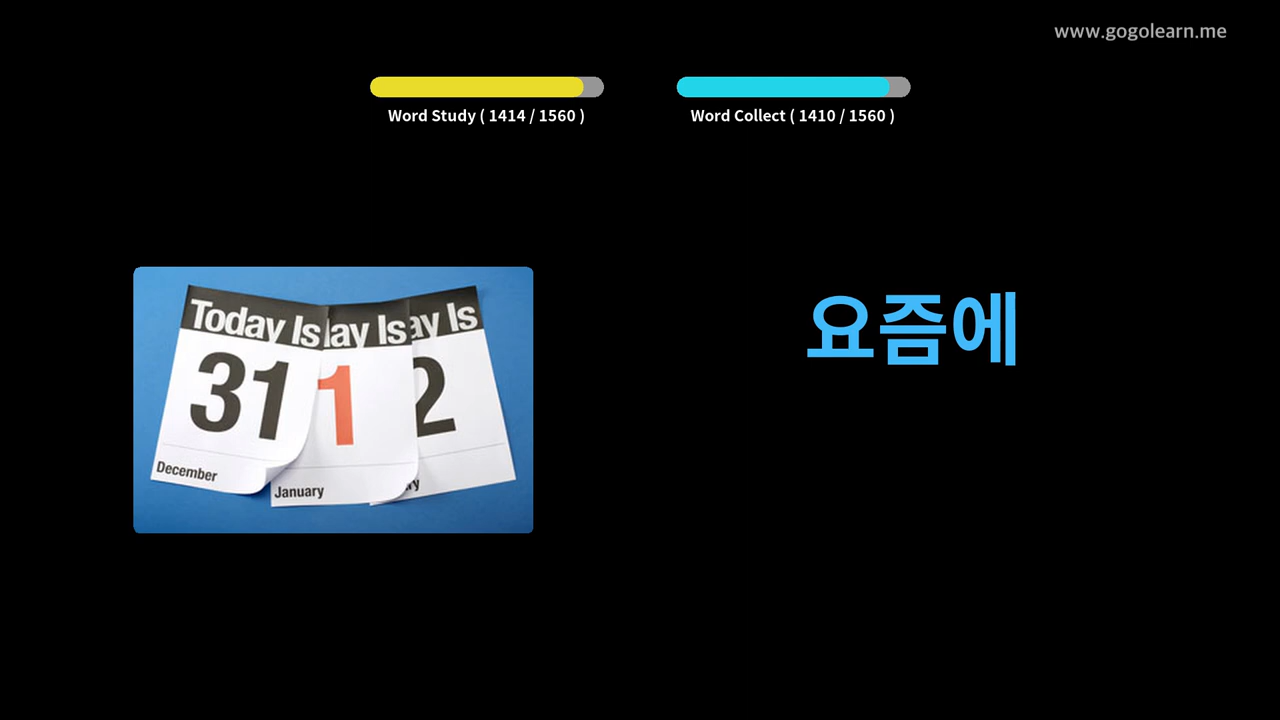 www.gogolearn.me
Word Study ( 1414 / 1560 )
Word Collect ( 1410 / 1560 )
Today Is
31
December
ay Is
1
January
ay Is
2
요즘에